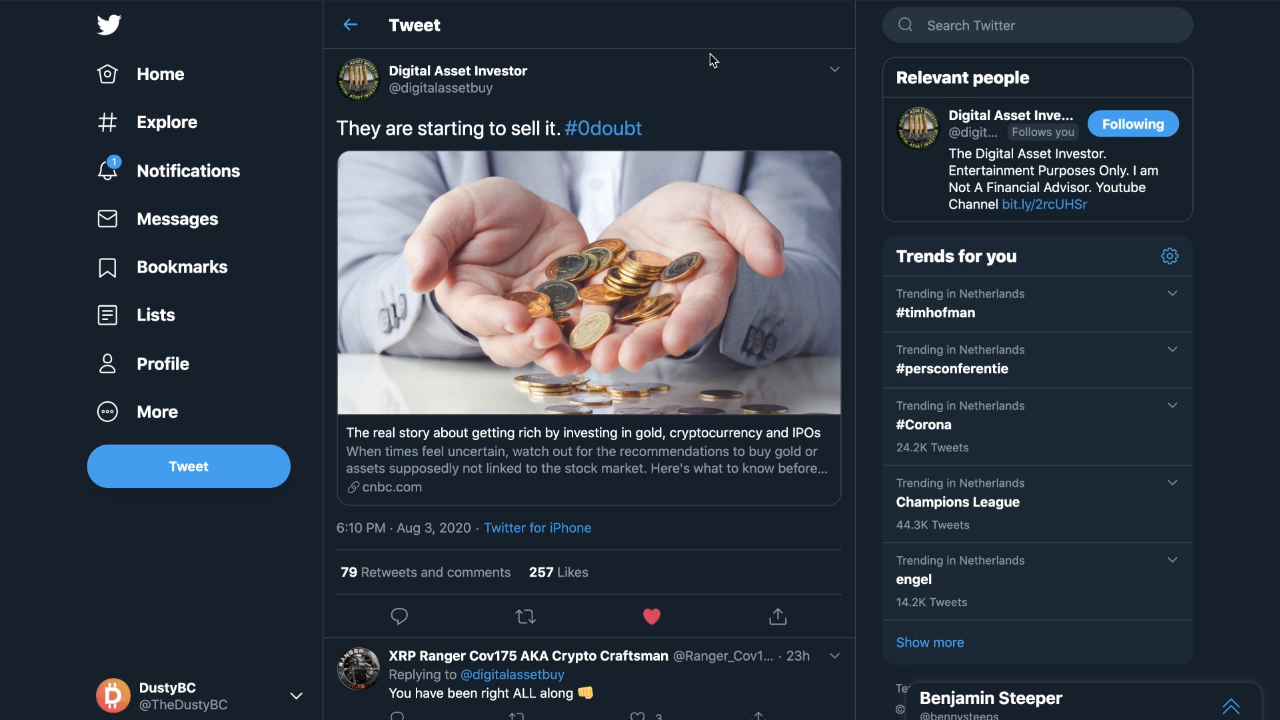 Home
Explore
1
Notifications
Messages
Bookmarks
Lists
Profile
More
Tweet
DustyBC
@TheDustyBC
Tweet
Digital Asset Investor
@digitalassetbuy
They are starting to sell it. #0doubt
The real story about getting rich by investing in gold, cryptocurrency and IPOs
When times feel uncertain, watch out for the recommendations to buy gold or
assets supposedly not linked to the stock market. Here's what to know before...
cnbc.com
6:10 PM · Aug 3, 2020 · Twitter for iPhone
79 Retweets and comments 257 Likes
XRP Ranger Cov175 AKA Crypto Craftsman @Ranger_Cov1... · 23h
Replying to @digitalassetbuy
You have been right ALL along
3
Search Twitter
Relevant people
Digital Asset Inve...
@digit... Follows you
Following
The Digital Asset Investor.
Entertainment Purposes Only. I am
Not A Financial Advisor. Youtube
Channel bit.ly/2rcUHSr
Trends for you
Trending in Netherlands
#timhofman
Trending in Netherlands
#persconferentie
Trending in Netherlands
#Corona
24.2K Tweets
Trending in Netherlands
Champions League
44.3K Tweets
Trending in Netherlands
engel
14.2K Tweets
Show more
Benjamin Steeper
@bennysteeps